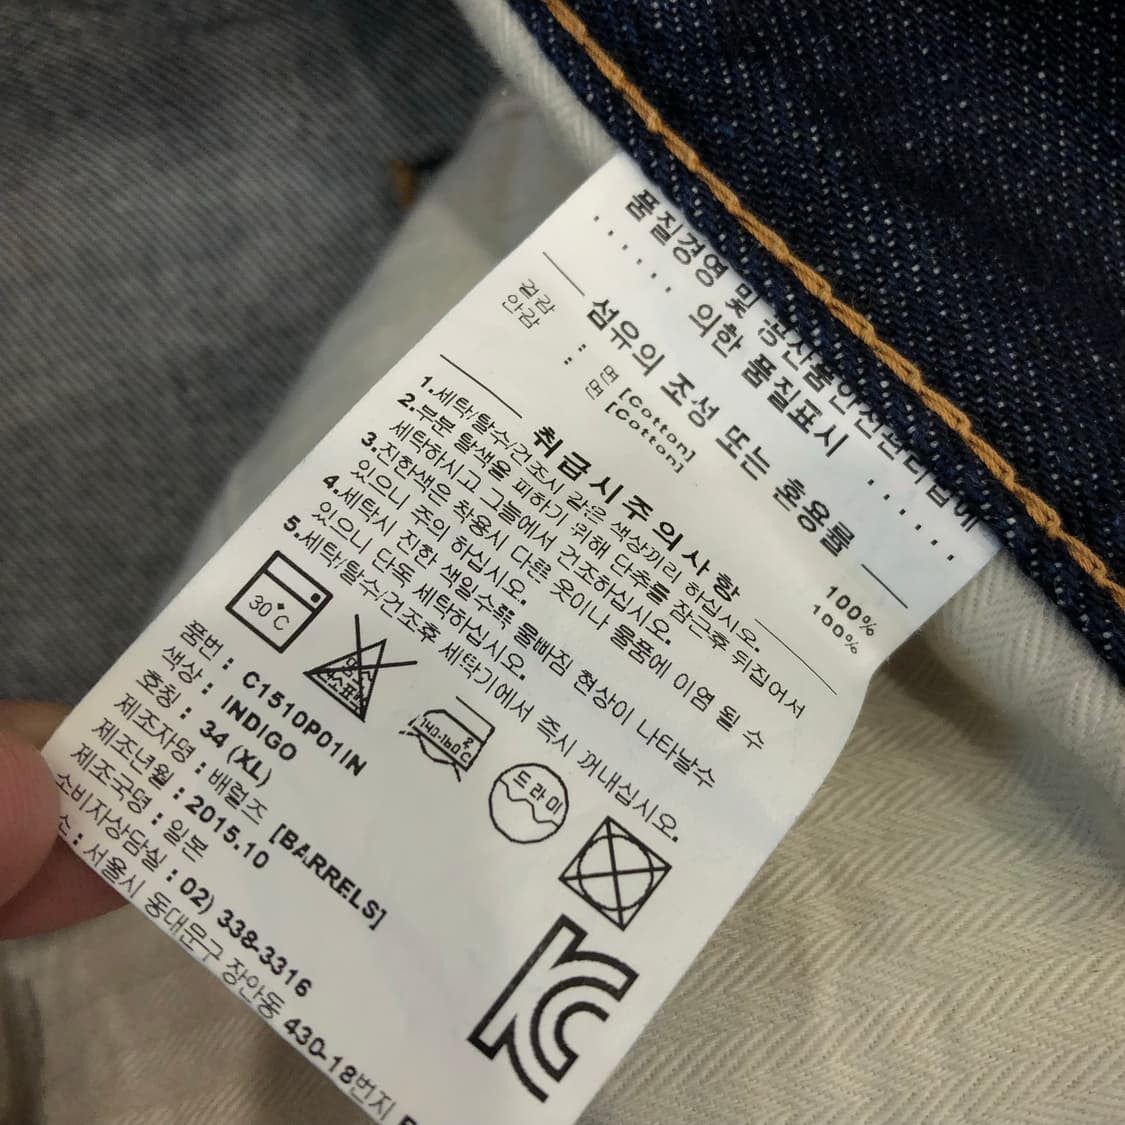 품질경영 및 공산품안전관리법에
..... 의한 품질표시 .....
섬유의 조성 또는 혼용률
겉감 : 면 [Cotton] 100%
안감 : 면 [Cotton] 100%
취급시주의사항
1.세탁/탈수/건조시 같은 색상끼리 하십시오.
2.부분 탈색을 피하기 위해 단추를 잠근후 뒤집어서
세탁하시고 그늘에서 건조하십시오.
3.진한색은 착용시 다른 옷이나 물품에 이염 될 수
있으니 주의 하십시오.
4.세탁시 진한 색일수록 물빠짐 현상이 나타날수
있으니 단독 세탁하십시오.
5.세탁/탈수/건조후 세탁기에서 즉시 꺼내십시오.
30℃
140-160℃
드라이
품번 : C1510P01IN
색상 : INDIGO
호칭 : 34 (XL)
제조자명 : 배럴즈 [BARRELS]
제조년월 : 2015.10
제조국명 : 일본
소비자상담실 : 02) 338-3316
소 : 서울시 동대문구 장안동 430-18번지
KC